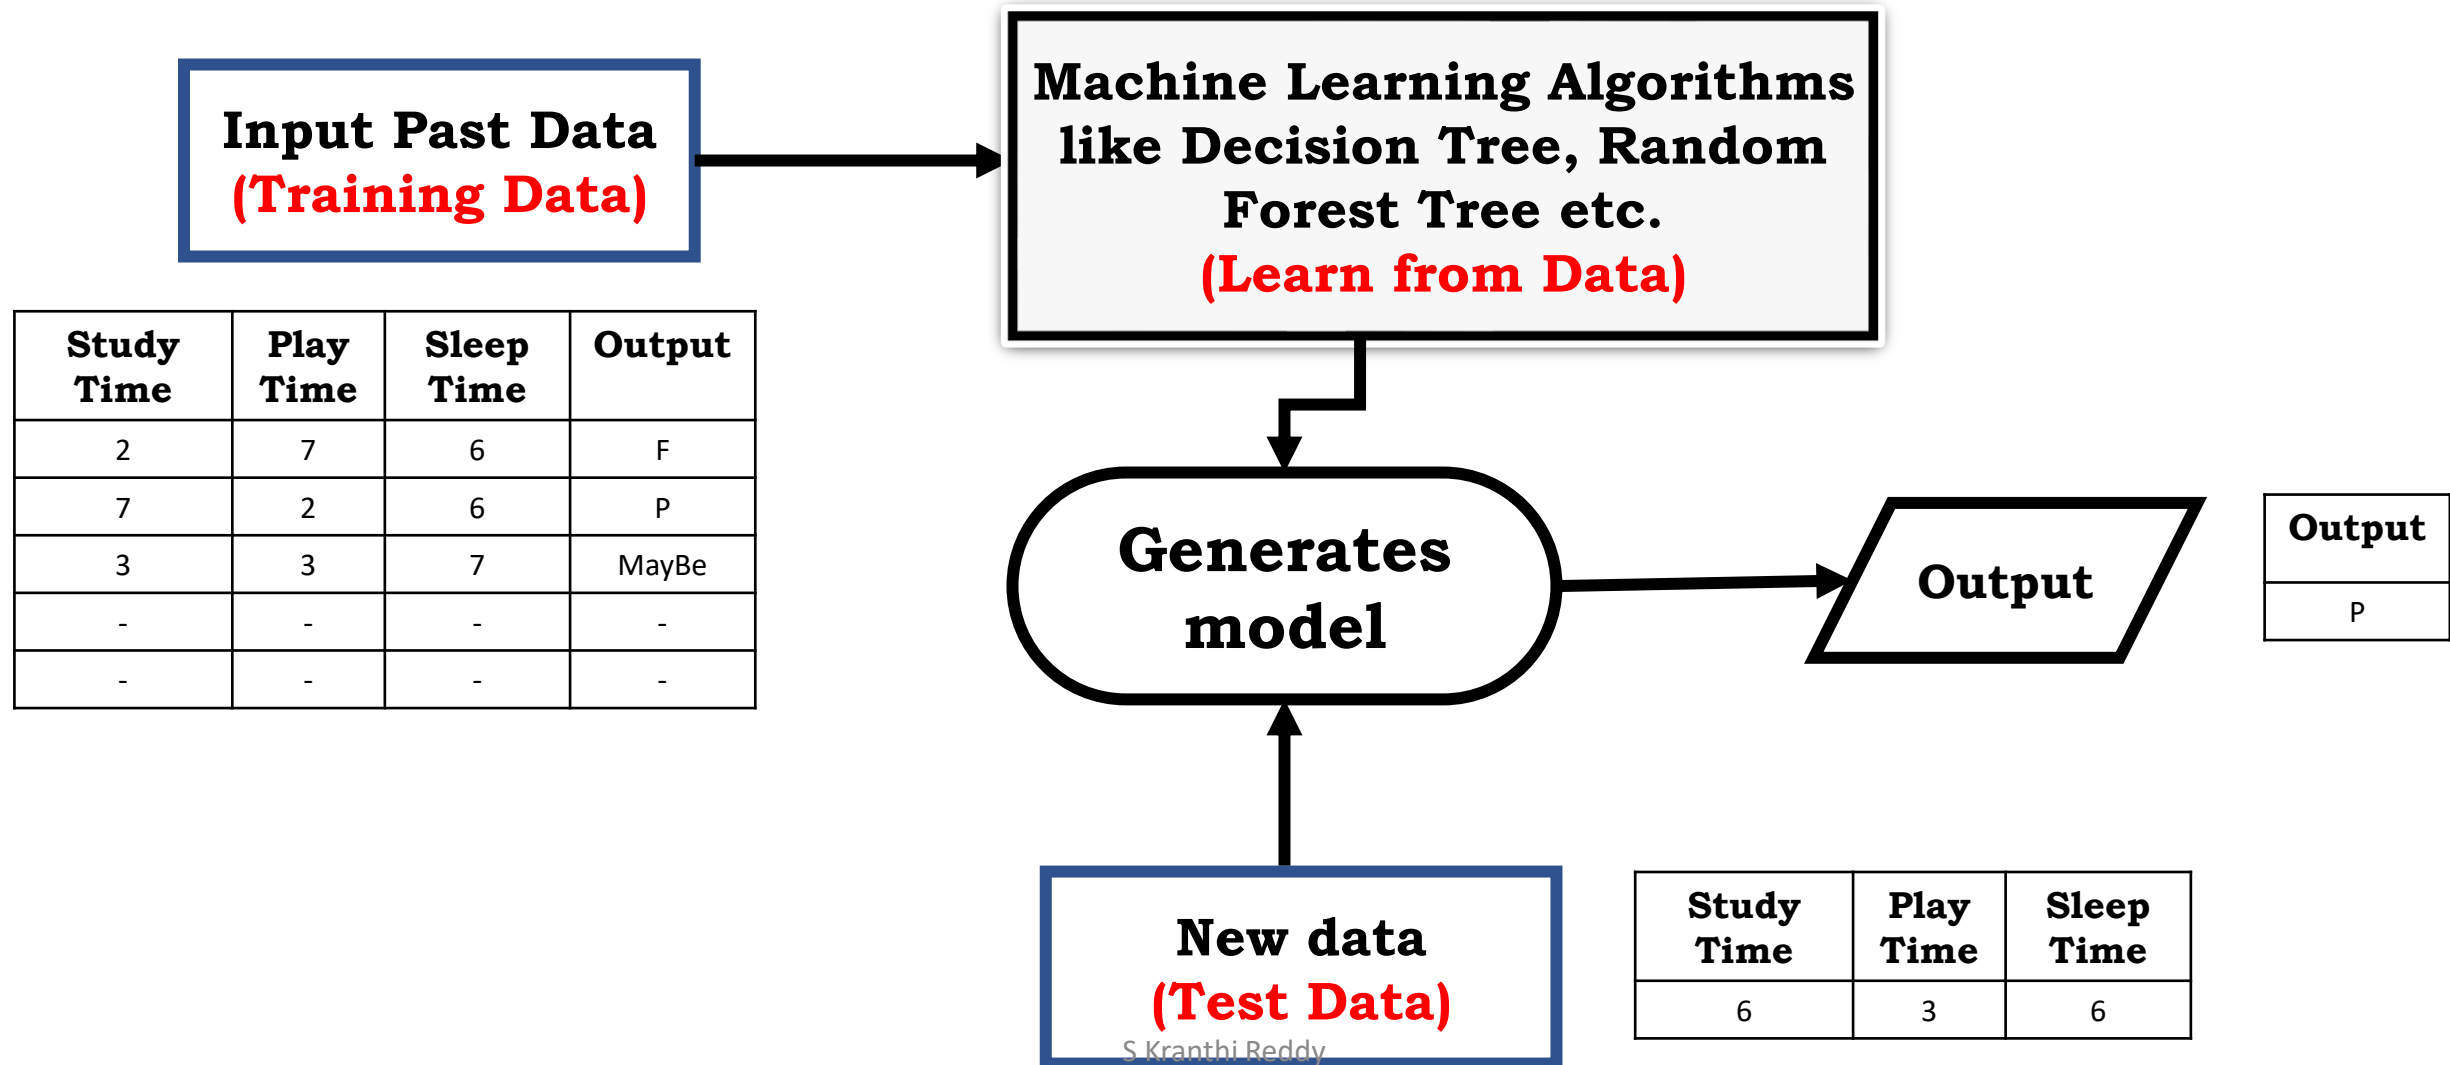 Input Past Data
(Training Data)
Machine Learning Algorithms
like Decision Tree, Random
Forest Tree etc.
(Learn from Data)
Study Time Play Time Sleep Time Output
2 7 6 F
7 2 6 P
3 3 7 MayBe
- - - -
- - - -
Generates
model
Output
Output
P
New data
(Test Data)
S Kranthi Reddy
Study Time Play Time Sleep Time
6 3 6